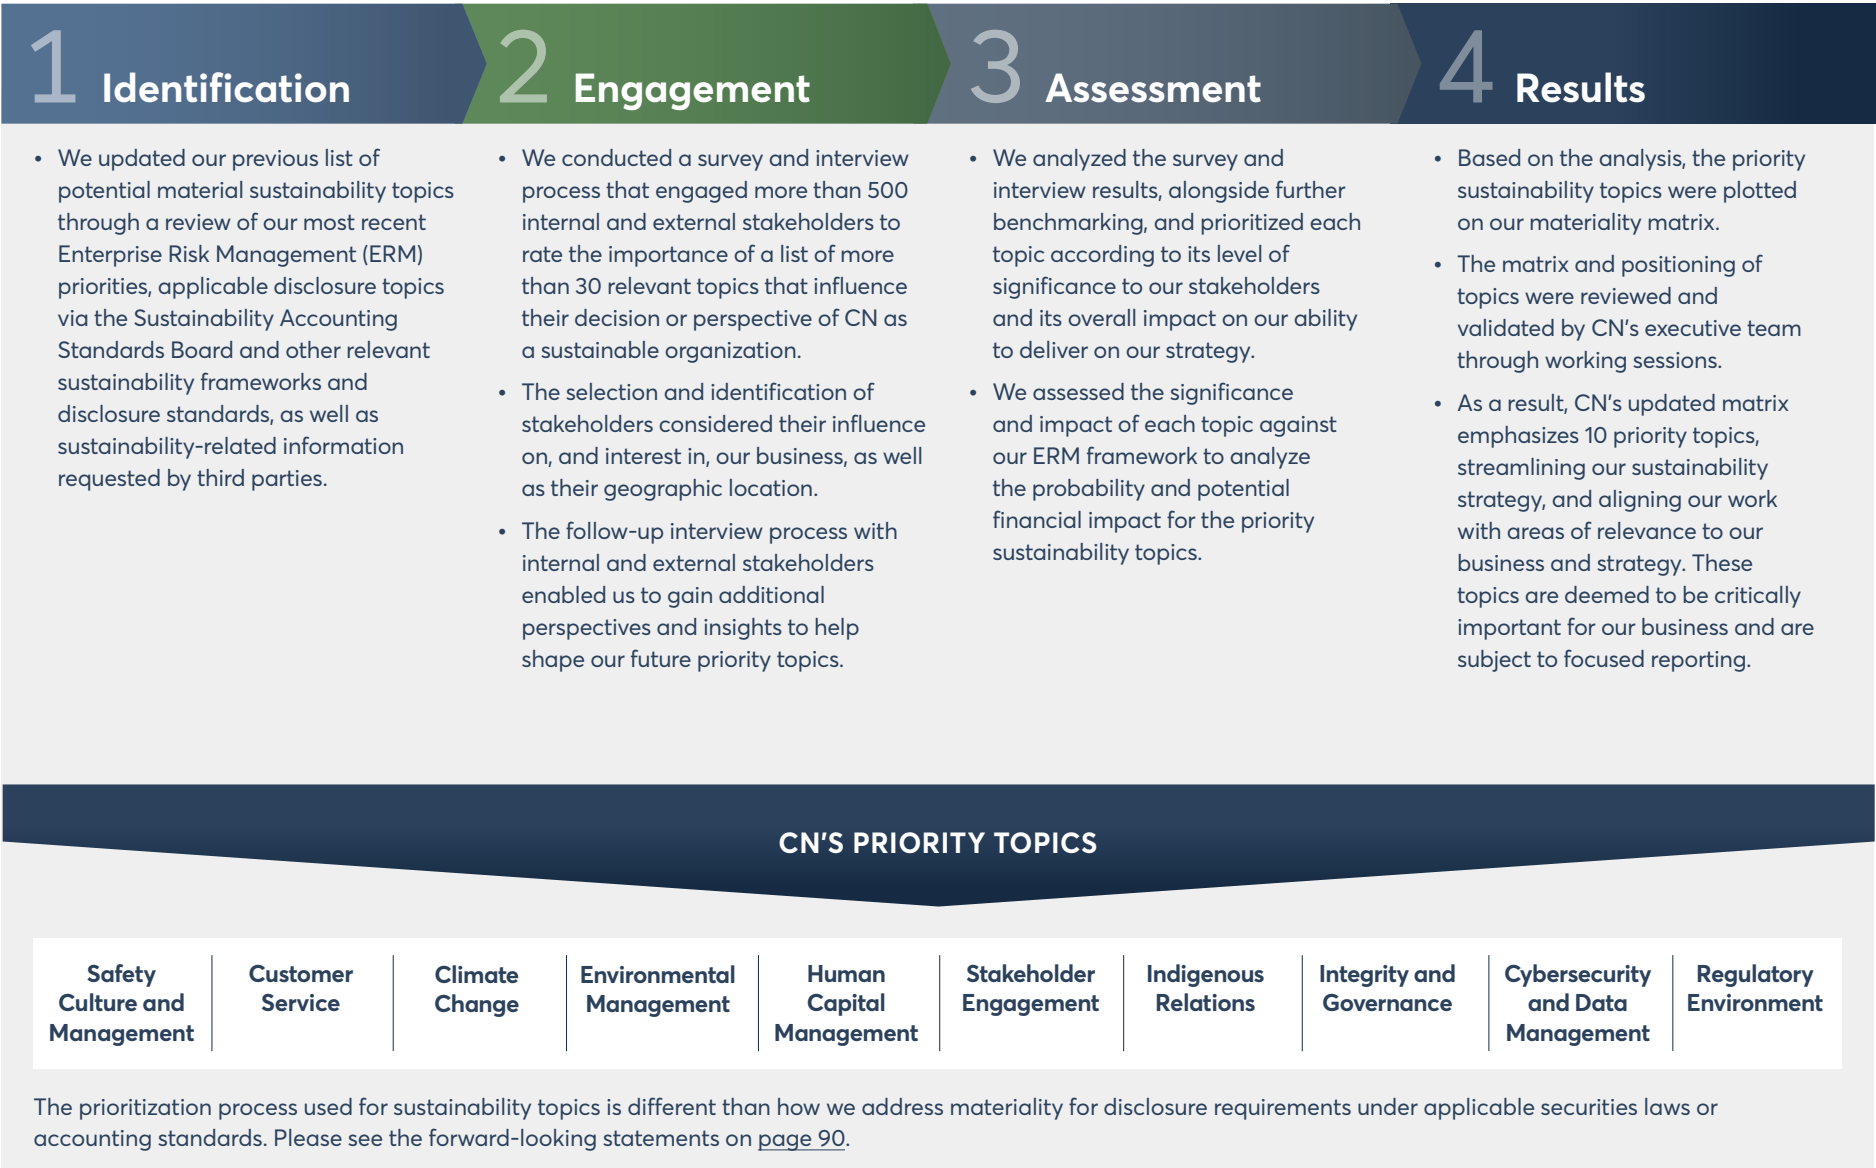 1 Identification
• We updated our previous list of
potential material sustainability topics
through a review of our most recent
Enterprise Risk Management (ERM)
priorities, applicable disclosure topics
via the Sustainability Accounting
Standards Board and other relevant
sustainability frameworks and
disclosure standards, as well as
sustainability-related information
requested by third parties.
2 Engagement
• We conducted a survey and interview
process that engaged more than 500
internal and external stakeholders to
rate the importance of a list of more
than 30 relevant topics that influence
their decision or perspective of CN as
a sustainable organization.
• The selection and identification of
stakeholders considered their influence
on, and interest in, our business, as well
as their geographic location.
• The follow-up interview process with
internal and external stakeholders
enabled us to gain additional
perspectives and insights to help
shape our future priority topics.
3 Assessment
• We analyzed the survey and
interview results, alongside further
benchmarking, and prioritized each
topic according to its level of
significance to our stakeholders
and its overall impact on our ability
to deliver on our strategy.
• We assessed the significance
and impact of each topic against
our ERM framework to analyze
the probability and potential
financial impact for the priority
sustainability topics.
4 Results
• Based on the analysis, the priority
sustainability topics were plotted
on our materiality matrix.
• The matrix and positioning of
topics were reviewed and
validated by CN's executive team
through working sessions.
• As a result, CN's updated matrix
emphasizes 10 priority topics,
streamlining our sustainability
strategy, and aligning our work
with areas of relevance to our
business and strategy. These
topics are deemed to be critically
important for our business and are
subject to focused reporting.
CN'S PRIORITY TOPICS
Safety
Culture and
Management
Customer
Service
Climate
Change
Environmental
Management
Human
Capital
Management
Stakeholder
Engagement
Indigenous
Relations
Integrity and
Governance
Cybersecurity
and Data
Management
Regulatory
Environment
The prioritization process used for sustainability topics is different than how we address materiality for disclosure requirements under applicable securities laws or
accounting standards. Please see the forward-looking statements on page 90.